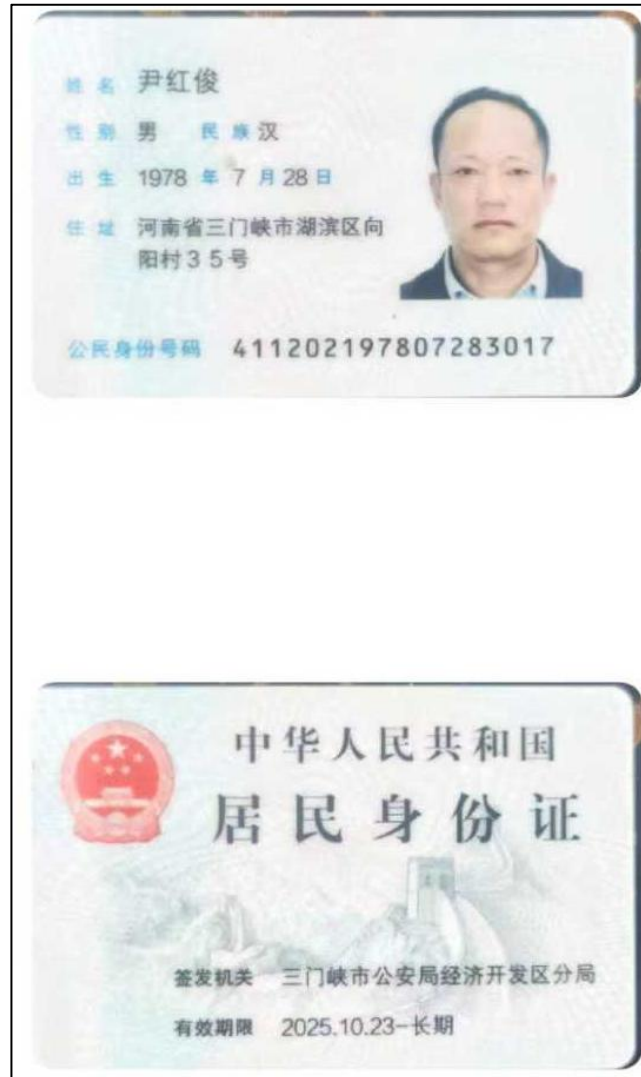 姓名 尹红俊
性别 男 民族 汉
出生 1978 年 7 月 28 日
住址 河南省三门峡市湖滨区向
阳村35号
公民身份号码 411202197807283017
中华人民共和国
居民身份证
签发机关 三门峡市公安局经济开发区分局
有效期限 2025.10.23-长期